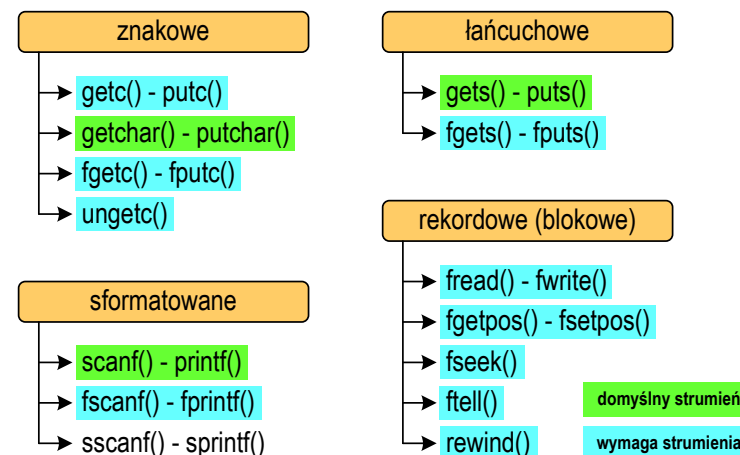 znakowe
getc() - putc()
getchar() - putchar()
fgetc() - fputc()
ungetc()
łańcuchowe
gets() - puts()
fgets() - fputs()
sformatowane
scanf() - printf()
fscanf() - fprintf()
sscanf() - sprintf()
rekordowe (blokowe)
fread() - fwrite()
fgetpos() - fsetpos()
fseek()
ftell()
rewind()
domyślny strumień
wymaga strumienia